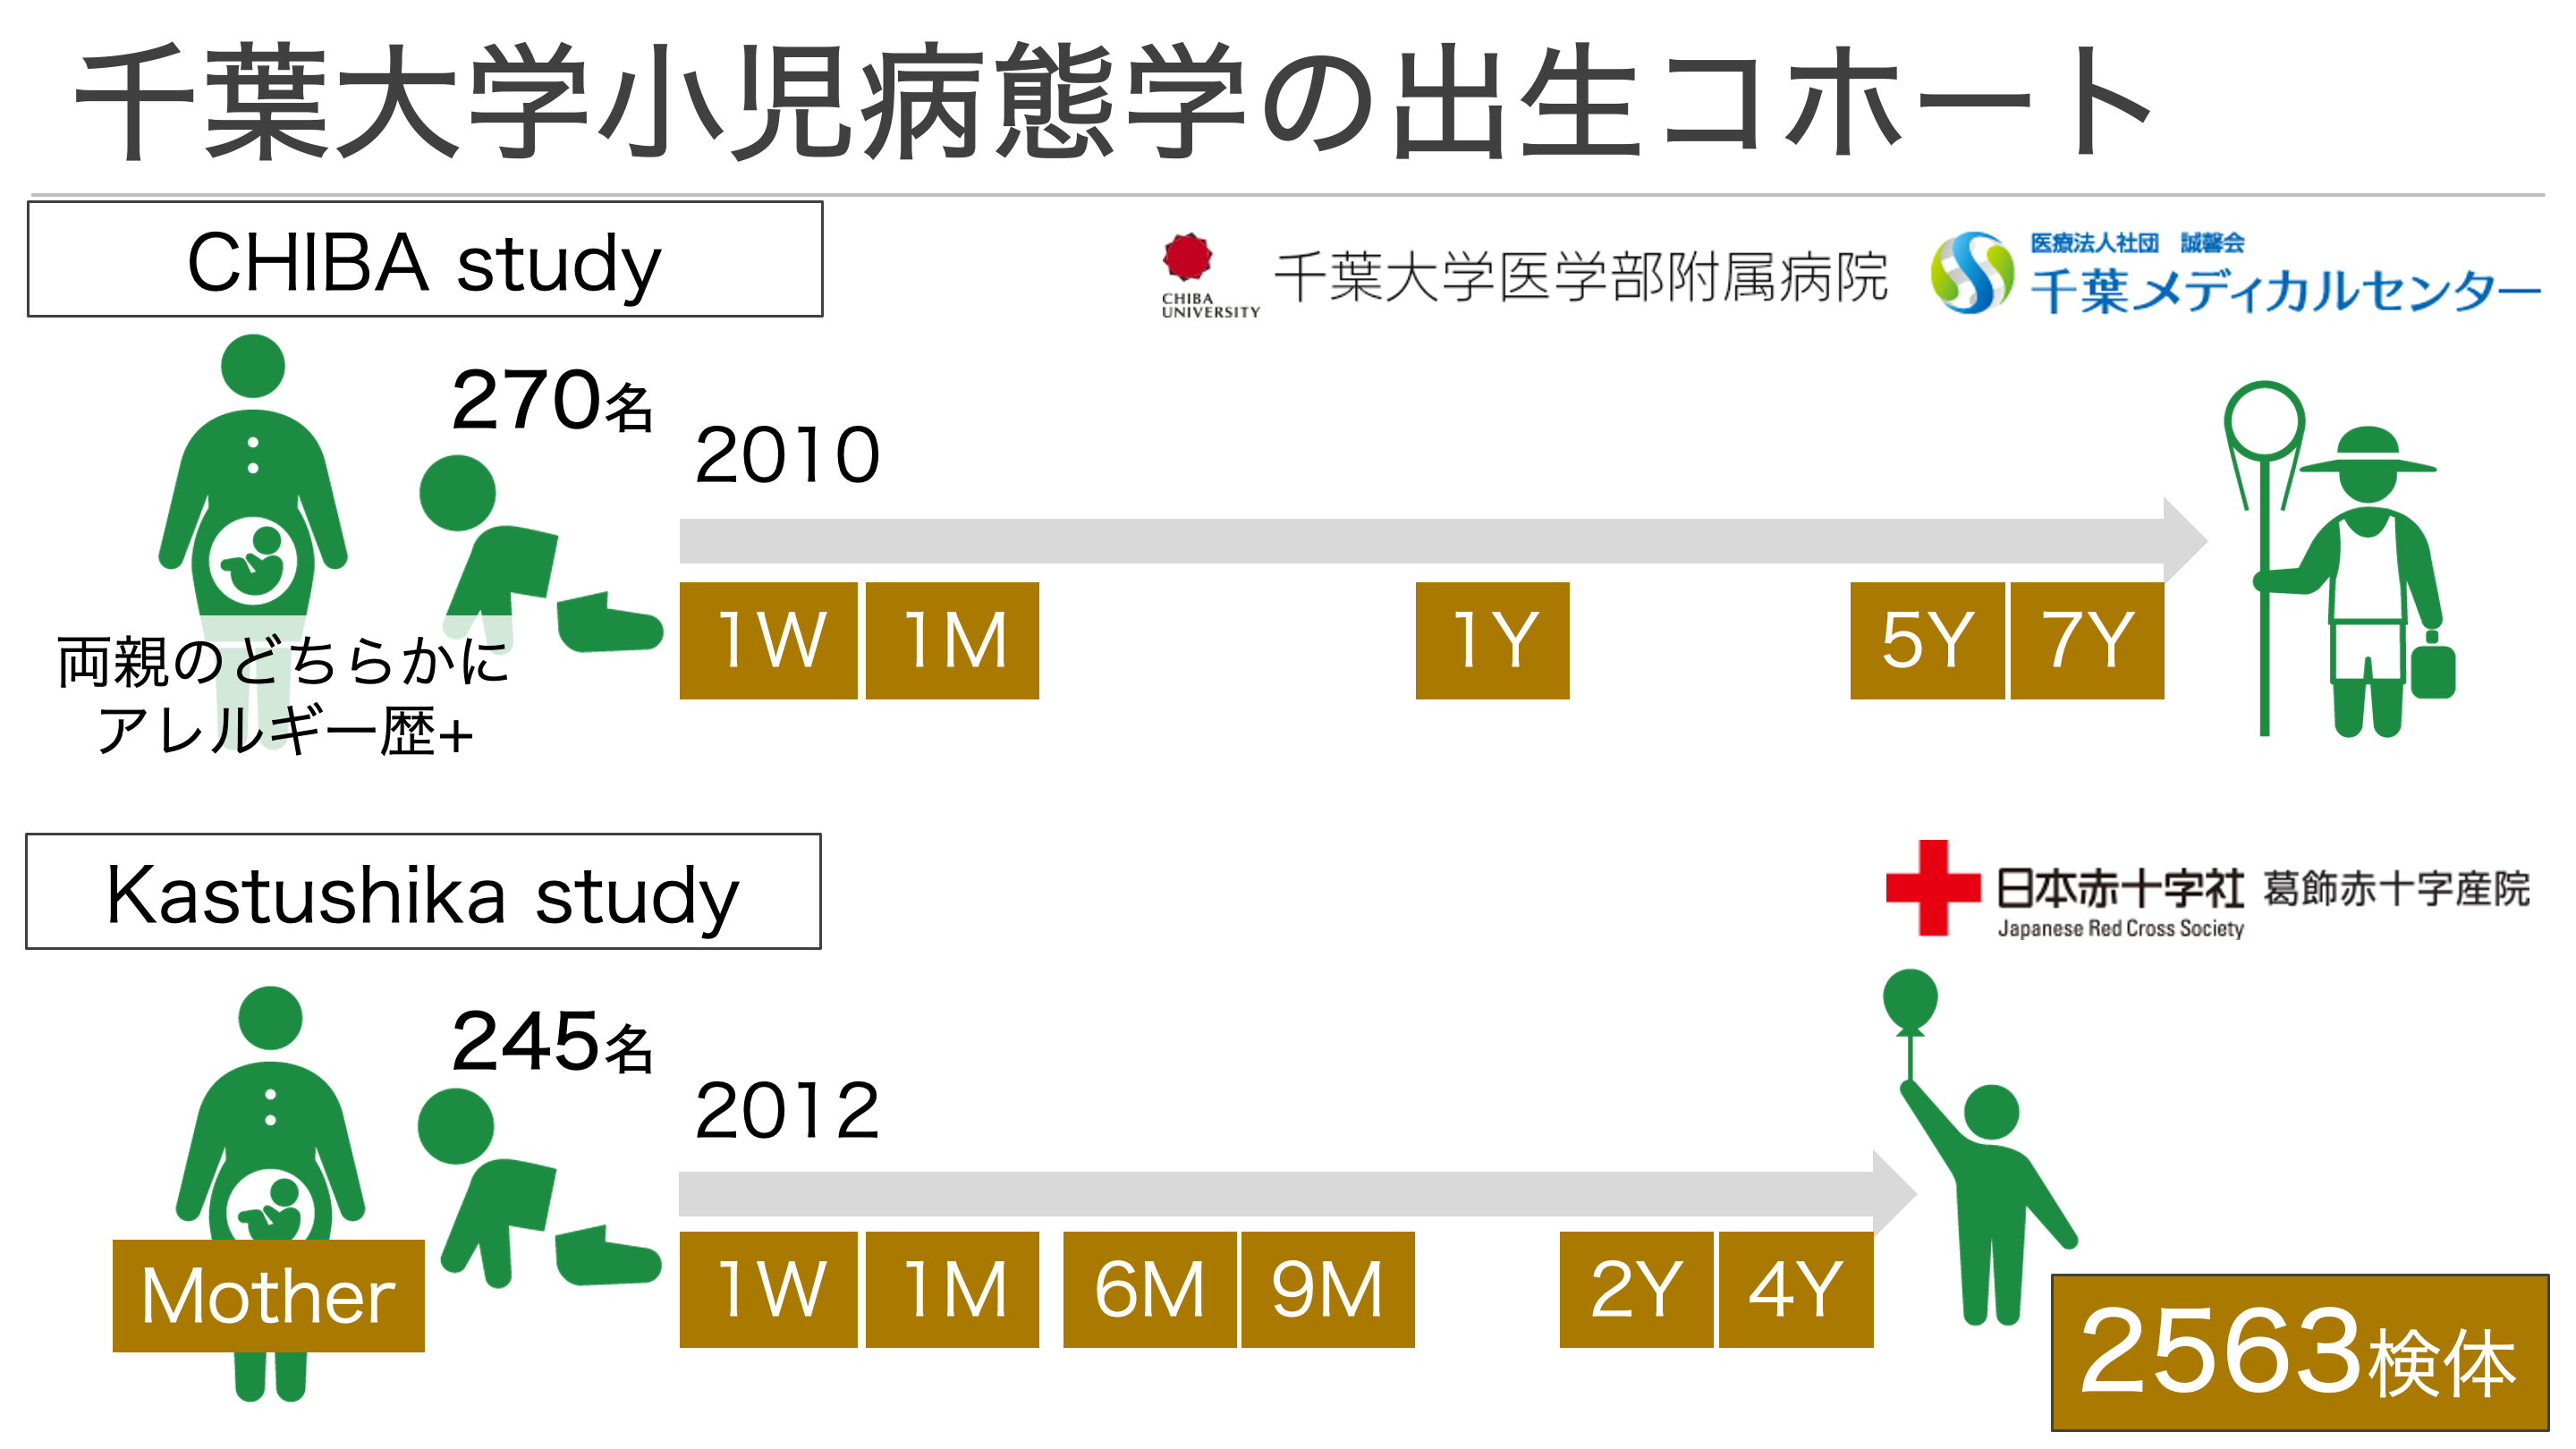 千葉大学小児病態学の出生コホート
CHIBA study
CHIBA
UNIVERSITY
千葉大学医学部附属病院
医療法人社団 誠馨会
千葉メディカルセンター
270名
2010
1W
1M
1Y
5Y
7Y
両親のどちらかに
アレルギー歴+
Kastushika study
日本赤十字社 葛飾赤十字産院
Japanese Red Cross Society
245名
2012
Mother
1W
1M
6M
9M
2Y
4Y
2563検体